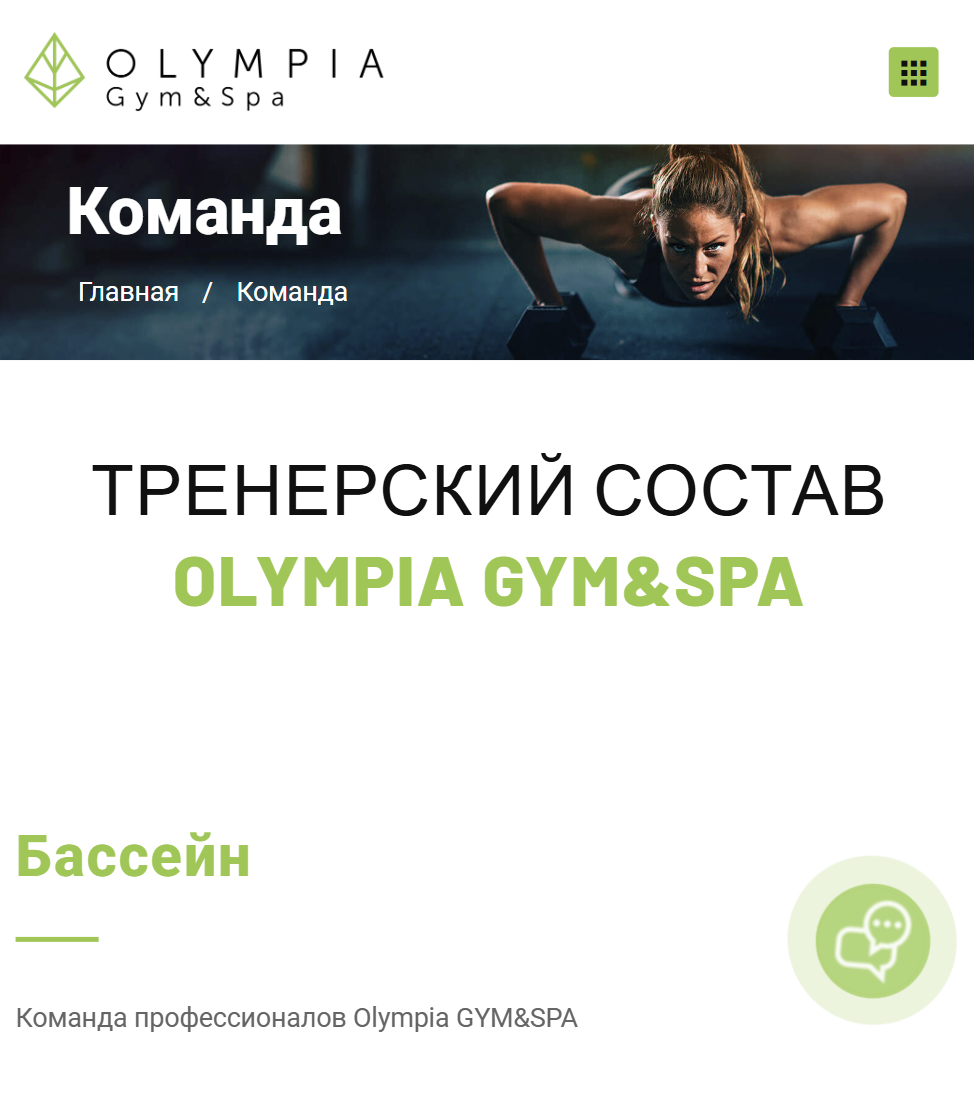 OLYMPIA
Gym&Spa
Команда
Главная / Команда
ТРЕНЕРСКИЙ СОСТАВ
OLYMPIA GYM&SPA
Бассейн
Команда профессионалов Olympia GYM&SPA